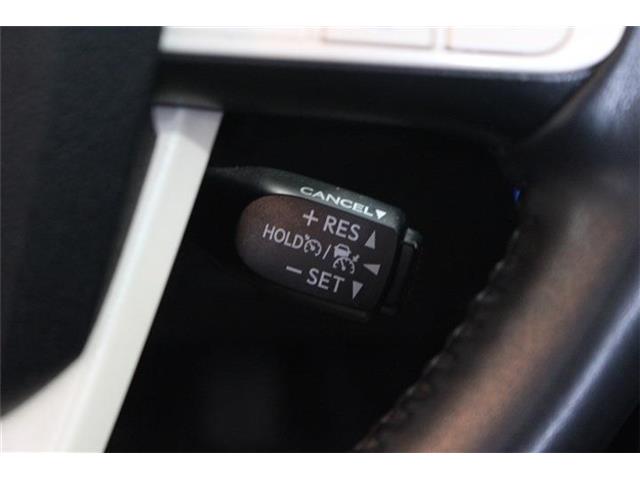 CANCEL▼
+ RES ▲
HOLD / ◀
− SET ▼